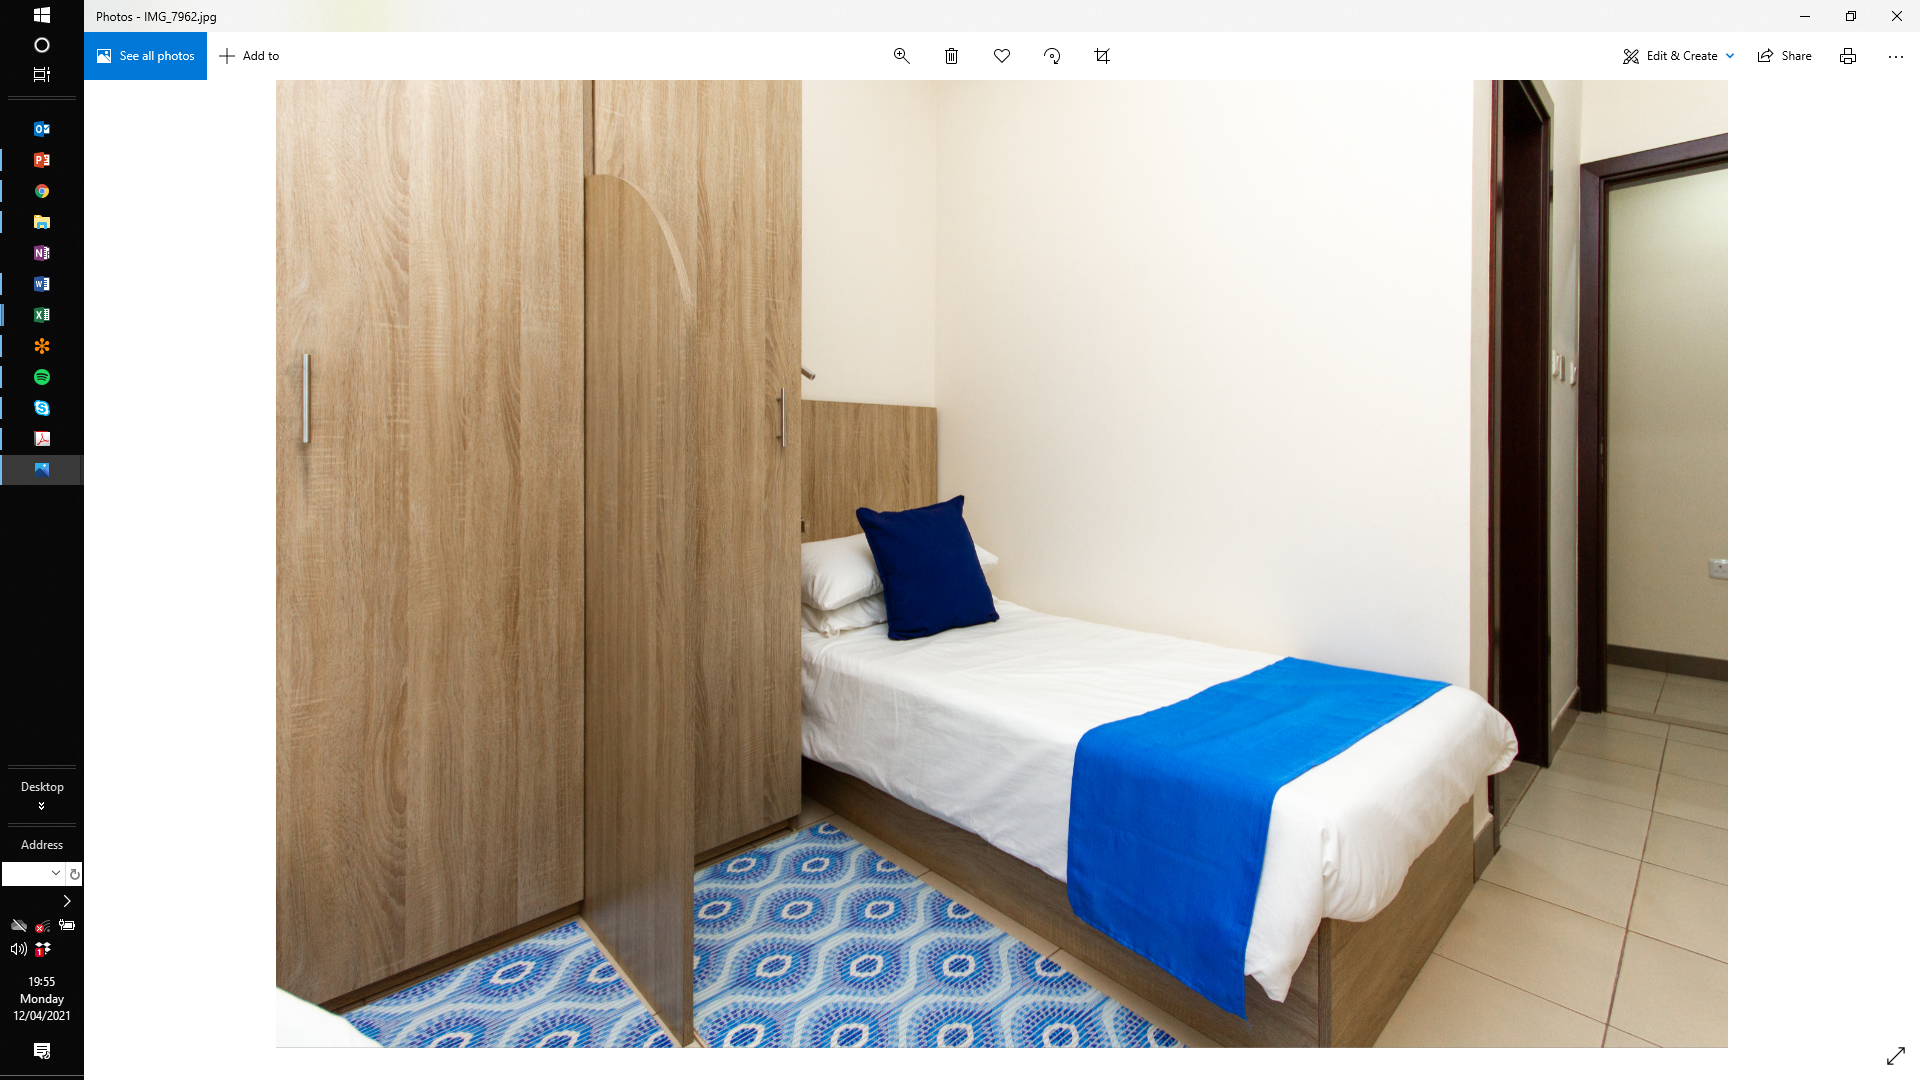 Photos - IMG_7962.jpg
See all photos
Add to
Edit & Create
Share
Desktop
Address
19:55
Monday
12/04/2021